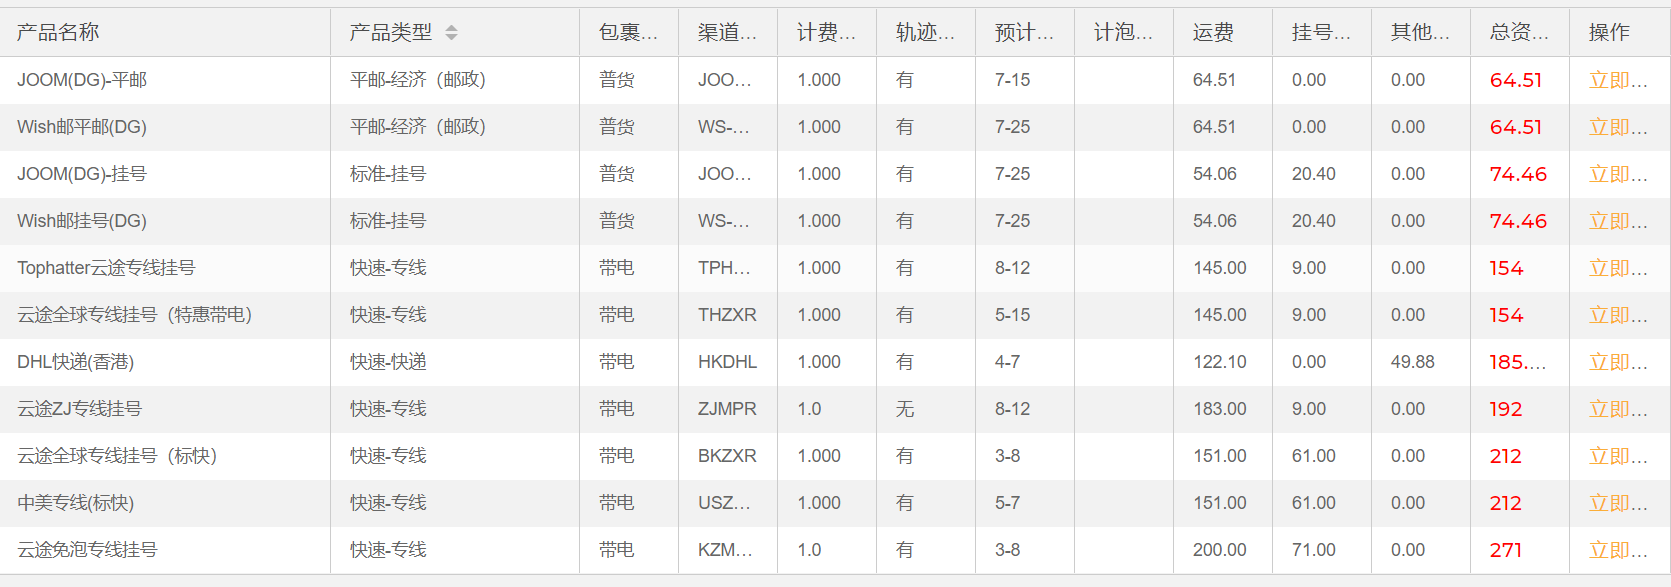 产品名称 产品类型 包裹... 渠道... 计费... 轨迹... 预计... 计泡... 运费 挂号... 其他... 总资... 操作
JOOM(DG)-平邮 平邮-经济（邮政） 普货 JOO... 1.000 有 7-15 64.51 0.00 0.00 64.51 立即...
Wish邮平邮(DG) 平邮-经济（邮政） 普货 WS-... 1.000 有 7-25 64.51 0.00 0.00 64.51 立即...
JOOM(DG)-挂号 标准-挂号 普货 JOO... 1.000 有 7-25 54.06 20.40 0.00 74.46 立即...
Wish邮挂号(DG) 标准-挂号 普货 WS-... 1.000 有 7-25 54.06 20.40 0.00 74.46 立即...
Tophatter云途专线挂号 快速-专线 带电 TPH... 1.000 有 8-12 145.00 9.00 0.00 154 立即...
云途全球专线挂号（特惠带电） 快速-专线 带电 THZXR 1.000 有 5-15 145.00 9.00 0.00 154 立即...
DHL快递(香港) 快速-快递 带电 HKDHL 1.000 有 4-7 122.10 0.00 49.88 185.... 立即...
云途ZJ专线挂号 快速-专线 带电 ZJMPR 1.0 无 8-12 183.00 9.00 0.00 192 立即...
云途全球专线挂号（标快） 快速-专线 带电 BKZXR 1.000 有 3-8 151.00 61.00 0.00 212 立即...
中美专线(标快) 快速-专线 带电 USZ... 1.000 有 5-7 151.00 61.00 0.00 212 立即...
云途免泡专线挂号 快速-专线 带电 KZM... 1.0 有 3-8 200.00 71.00 0.00 271 立即...